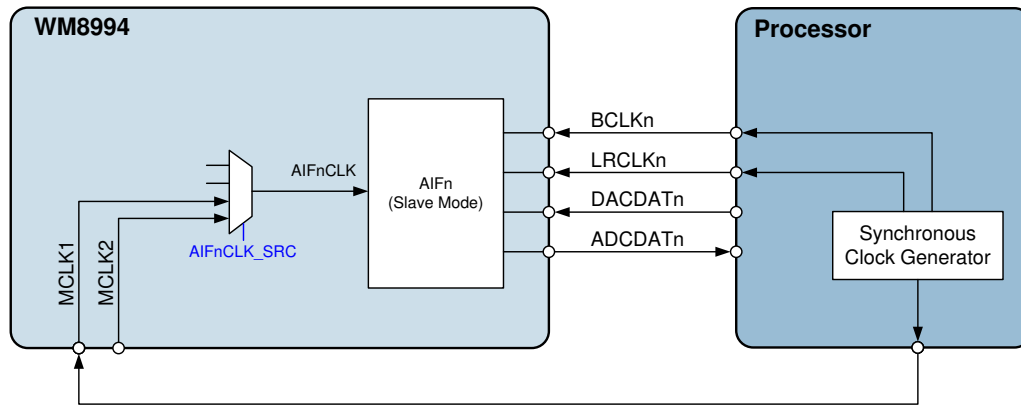 WM8994
Processor
BCLKn
LRCLKn
DACDATn
ADCDATn
AIFnCLK
AIFn
(Slave Mode)
AIFnCLK_SRC
MCLK1
MCLK2
Synchronous
Clock Generator